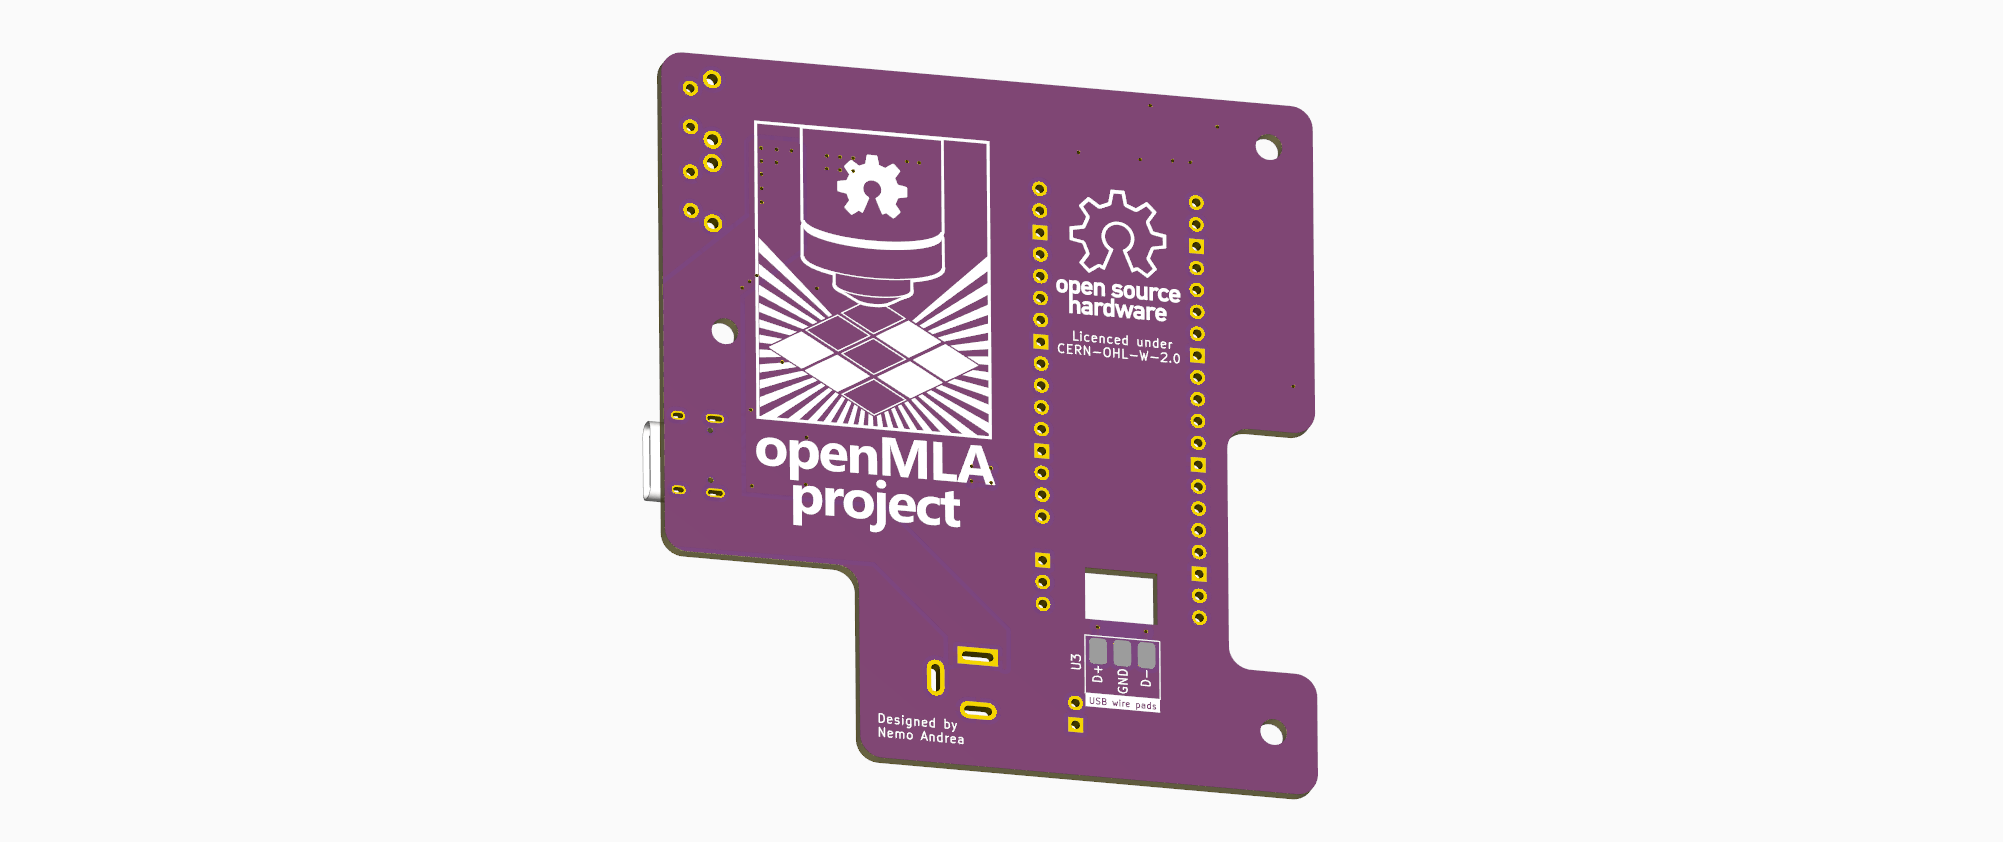 open source
hardware
Licenced under
CERN-OHL-W-2.0
openMLA
project
U3
D+
GND
D-
USB wire pads
Designed by
Nemo Andrea